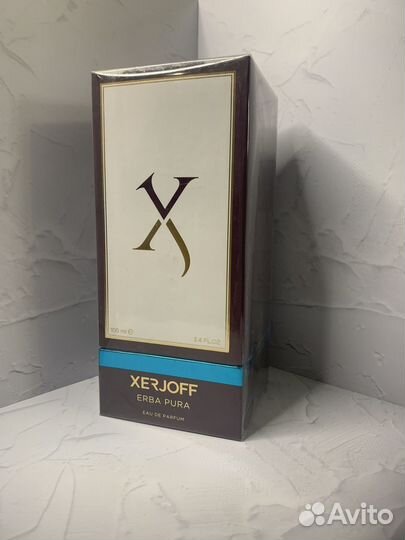 X
100 ml ℮
3.4 FL.OZ
XERJOFF
ERBA PURA
EAU DE PARFUM
Avito